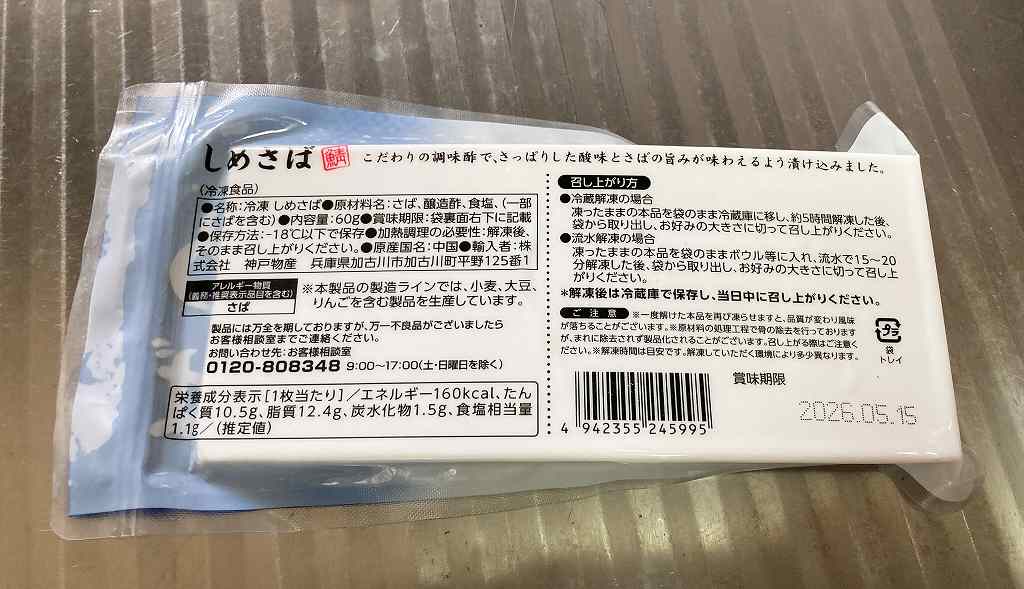 しめさば 鯖 こだわりの調味酢で、さっぱりした酸味とさばの旨みが味わえるよう漬け込みました。
〈冷凍食品〉
●名称:冷凍 しめさば●原材料名:さば、醸造酢、食塩、(一部
にさばを含む)●内容量:60g●賞味期限:袋裏面右下に記載
●保存方法:-18℃以下で保存●加熱調理の必要性:解凍後、
そのまま召し上がりください。●原産国名:中国●輸入者:株
式会社 神戸物産 兵庫県加古川市加古川町平野125番1
アレルギー物質
(義務・推奨表示品目を含む)
さば
※本製品の製造ラインでは、小麦、大豆、
りんごを含む製品を生産しています。
製品には万全を期しておりますが、万一不良品がございましたら
お客様相談室までご連絡ください。
お問い合わせ先:お客様相談室
0120-808348 9:00~17:00(土・日曜日を除く)
栄養成分表示[1枚当たり]/エネルギー160kcal、たん
ぱく質10.5g、脂質12.4g、炭水化物1.5g、食塩相当量
1.1g/(推定値)
召し上がり方
●冷蔵解凍の場合
凍ったままの本品を袋のまま冷蔵庫に移し、約5時間解凍した後、
袋から取り出し、お好みの大きさに切って召し上がりください。
●流水解凍の場合
凍ったままの本品を袋のままボウル等に入れ、流水で15~20
分解凍した後、袋から取り出し、お好みの大きさに切って召し上
がりください。
*解凍後は冷蔵庫で保存し、当日中に召し上がりください。
ご注意 ※一度解けた本品を再び凍らせますと、品質が変わり風味
が落ちることがございます。※原材料の処理工程で骨の除去を行っております
が、まれに除去されず製品化されることがございます。召し上がる際はご注意く
ださい。※解凍時間は目安です。解凍していただく環境により多少異なります。
プラ
袋
トレイ
賞味期限
2026.05.15
4 942355 245995